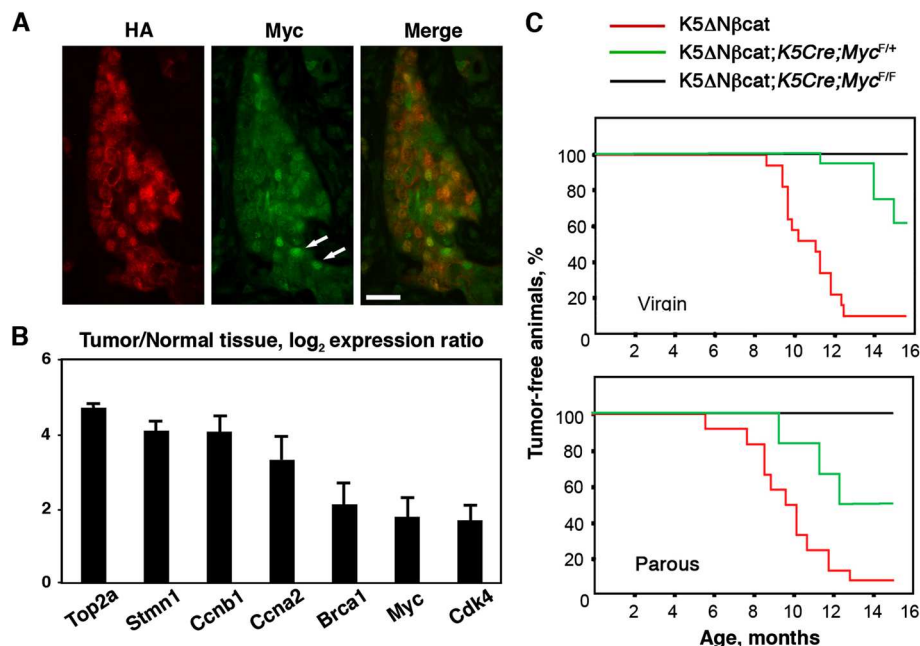 A
HA
Myc
Merge
B
Tumor/Normal tissue, log₂ expression ratio
6
4
2
0
Top2a
Stmn1
Ccnb1
Ccna2
Brca1
Myc
Cdk4
C
K5ΔNβcat
K5ΔNβcat;K5Cre;Myc^F/+
K5ΔNβcat;K5Cre;Myc^F/F
Tumor-free animals, %
100
80
60
40
20
0
Virgin
2 4 6 8 10 12 14 16
100
80
60
40
20
0
Parous
2 4 6 8 10 12 14 16
Age, months